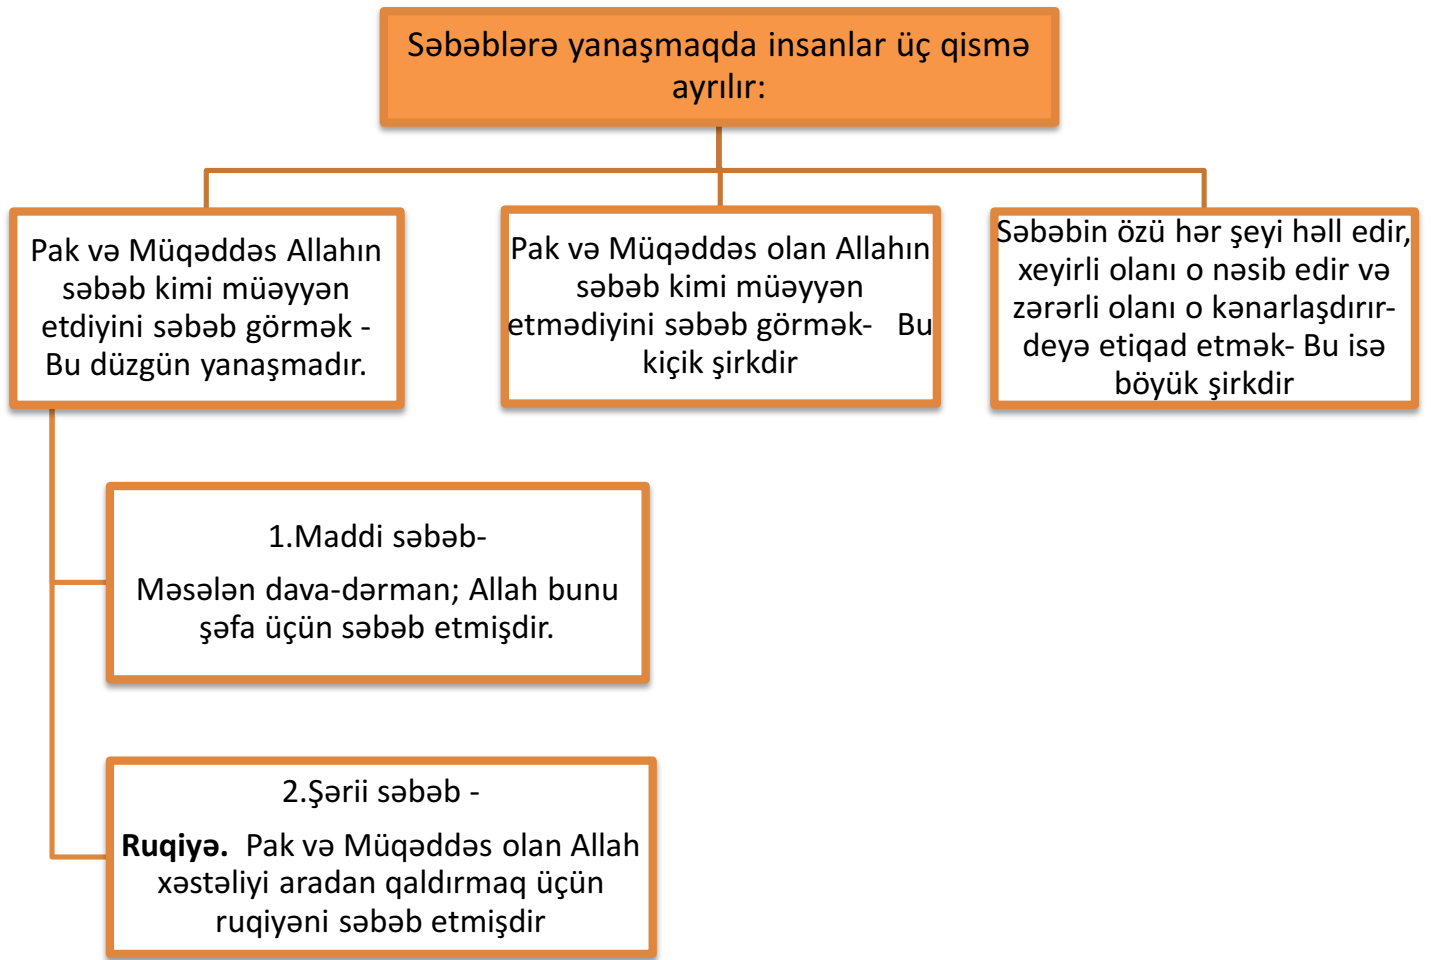 Səbəblərə yanaşmaqda insanlar üç qismə
ayrılır:
Pak və Müqəddəs Allahın
səbəb kimi müəyyən
etdiyini səbəb görmək -
Bu düzgün yanaşmadır.
Pak və Müqəddəs olan Allahın
səbəb kimi müəyyən
etmədiyini səbəb görmək- Bu
kiçik şirkdir
Səbəbin özü hər şeyi həll edir,
xeyirli olanı o nəsib edir və
zərərli olanı o kənarlaşdırır-
deyə etiqad etmək- Bu isə
böyük şirkdir
1.Maddi səbəb-
Məsələn dava-dərman; Allah bunu
şəfa üçün səbəb etmişdir.
2.Şərii səbəb -
Ruqiyə. Pak və Müqəddəs olan Allah
xəstəliyi aradan qaldırmaq üçün
ruqiyəni səbəb etmişdir